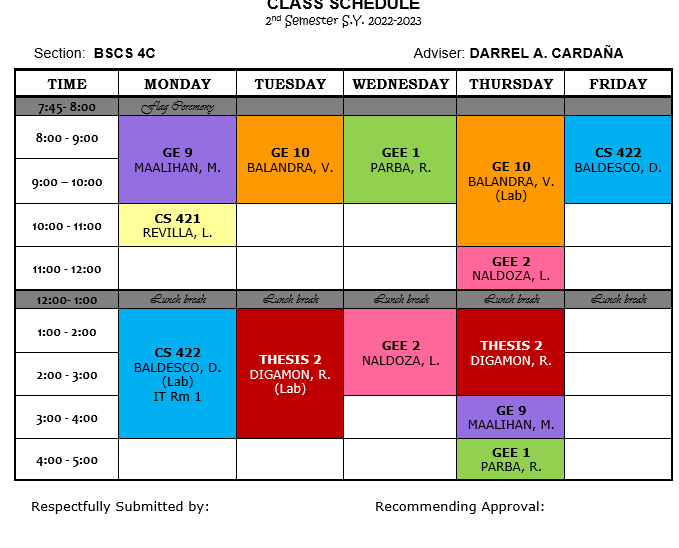 CLASS SCHEDULE
2nd Semester S.Y. 2022-2023
Section: BSCS 4C Adviser: DARREL A. CARDAÑA
TIME MONDAY TUESDAY WEDNESDAY THURSDAY FRIDAY
7:45- 8:00 Flag Ceremony
8:00 - 9:00
9:00 – 10:00
GE 9
MAALIHAN, M.
GE 10
BALANDRA, V.
GEE 1
PARBA, R.
GE 10
BALANDRA, V.
(Lab)
CS 422
BALDESCO, D.
10:00 - 11:00
CS 421
REVILLA, L.
11:00 - 12:00
GEE 2
NALDOZA, L.
12:00- 1:00 Lunch break Lunch break Lunch break Lunch break Lunch break
1:00 - 2:00
2:00 - 3:00
CS 422
BALDESCO, D.
(Lab)
IT Rm 1
THESIS 2
DIGAMON, R.
(Lab)
GEE 2
NALDOZA, L.
THESIS 2
DIGAMON, R.
3:00 - 4:00
GE 9
MAALIHAN, M.
4:00 - 5:00
GEE 1
PARBA, R.
Respectfully Submitted by: Recommending Approval: